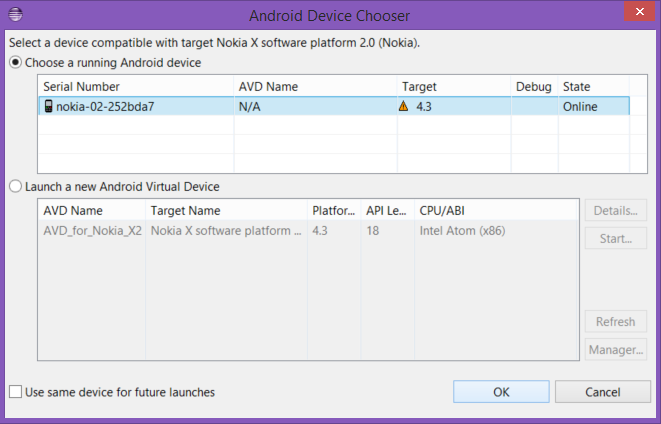 Android Device Chooser
Select a device compatible with target Nokia X software platform 2.0 (Nokia).
Choose a running Android device
Serial Number AVD Name Target Debug State
nokia-02-252bda7 N/A 4.3 Online
Launch a new Android Virtual Device
AVD Name Target Name Platfor... API Le... CPU/ABI
AVD_for_Nokia_X2 Nokia X software platform ... 4.3 18 Intel Atom (x86)
Details...
Start...
Refresh
Manager...
Use same device for future launches
OK Cancel